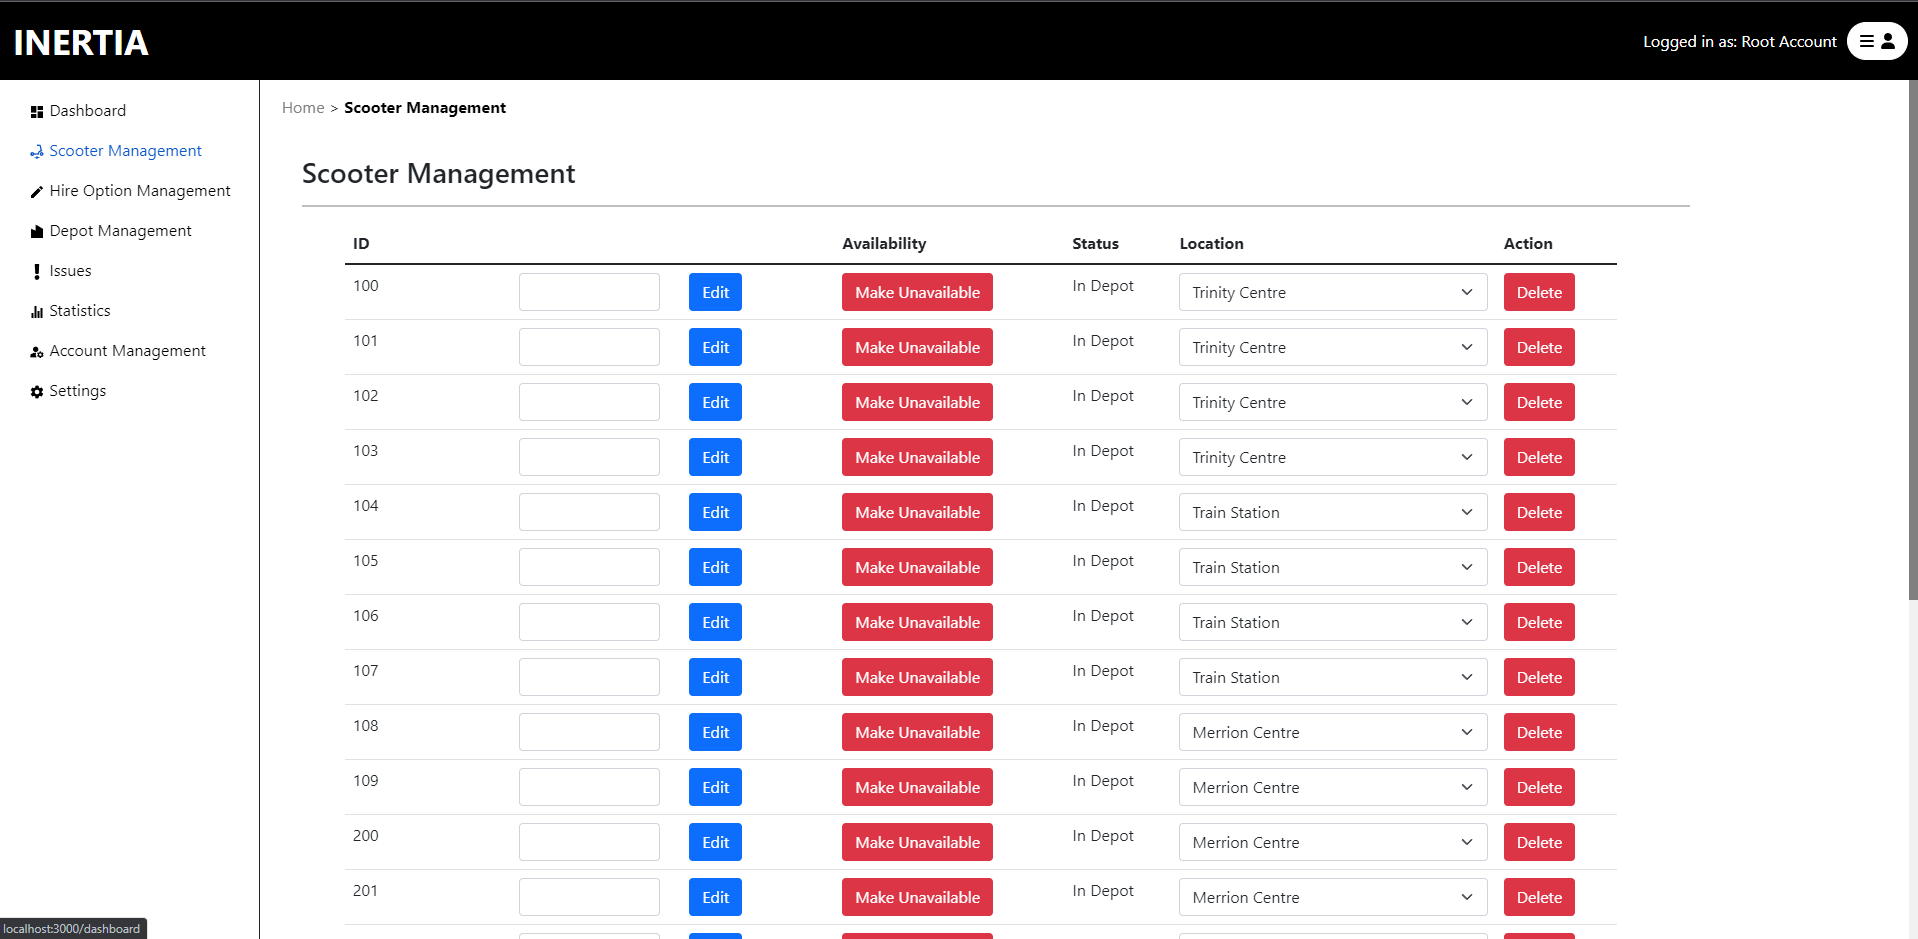 INERTIA
Logged in as: Root Account
Dashboard
Scooter Management
Hire Option Management
Depot Management
Issues
Statistics
Account Management
Settings
Home > Scooter Management
Scooter Management
ID Availability Status Location Action
100 Edit Make Unavailable In Depot Trinity Centre Delete
101 Edit Make Unavailable In Depot Trinity Centre Delete
102 Edit Make Unavailable In Depot Trinity Centre Delete
103 Edit Make Unavailable In Depot Trinity Centre Delete
104 Edit Make Unavailable In Depot Train Station Delete
105 Edit Make Unavailable In Depot Train Station Delete
106 Edit Make Unavailable In Depot Train Station Delete
107 Edit Make Unavailable In Depot Train Station Delete
108 Edit Make Unavailable In Depot Merrion Centre Delete
109 Edit Make Unavailable In Depot Merrion Centre Delete
200 Edit Make Unavailable In Depot Merrion Centre Delete
201 Edit Make Unavailable In Depot Merrion Centre Delete
localhost:3000/dashboard